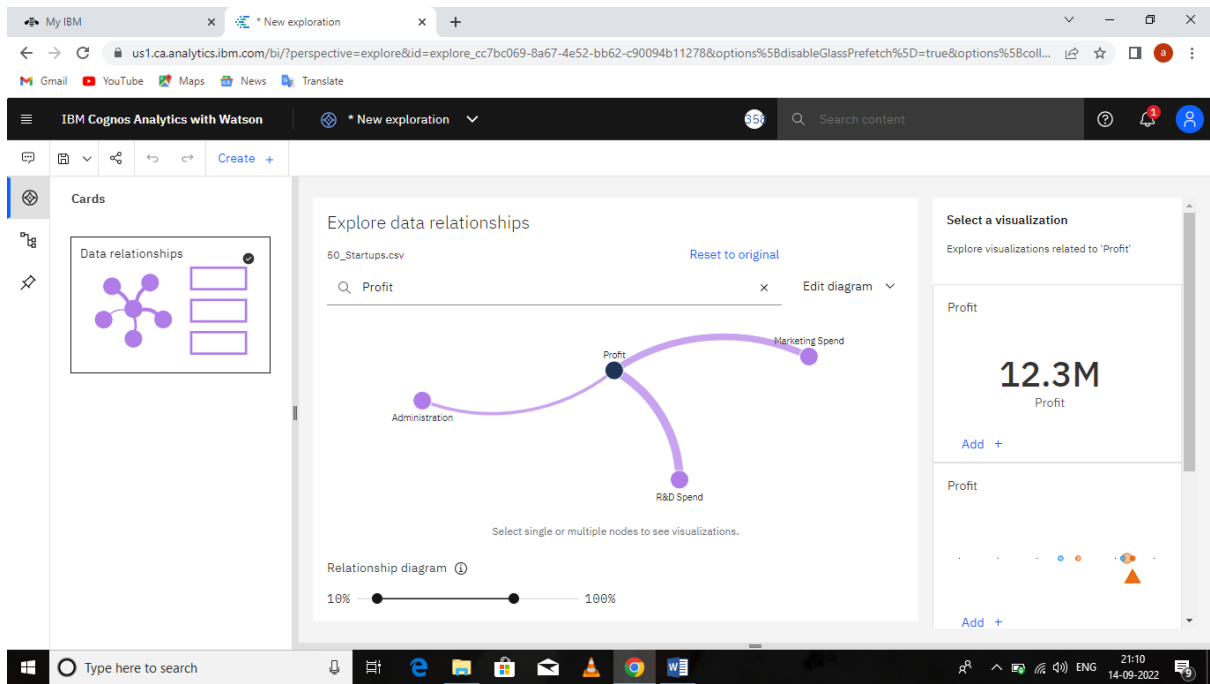 My IBM
* New exploration
us1.ca.analytics.ibm.com/bi/?perspective=explore&id=explore_cc7bc069-8a67-4e52-bb62-c90094b11278&options%5BdisableGlassPrefetch%5D=true&options%5Bcoll...
a
Gmail YouTube Maps News Translate
IBM Cognos Analytics with Watson
* New exploration
358
Search content
1
Create +
Cards
Data relationships
Explore data relationships
50_Startups.csv
Reset to original
Profit
Edit diagram
Profit
Marketing Spend
Administration
R&D Spend
Select single or multiple nodes to see visualizations.
Relationship diagram
10% 100%
Select a visualization
Explore visualizations related to 'Profit'
Profit
12.3M
Profit
Add +
Profit
Add +
Type here to search
ENG
21:10
14-09-2022
9